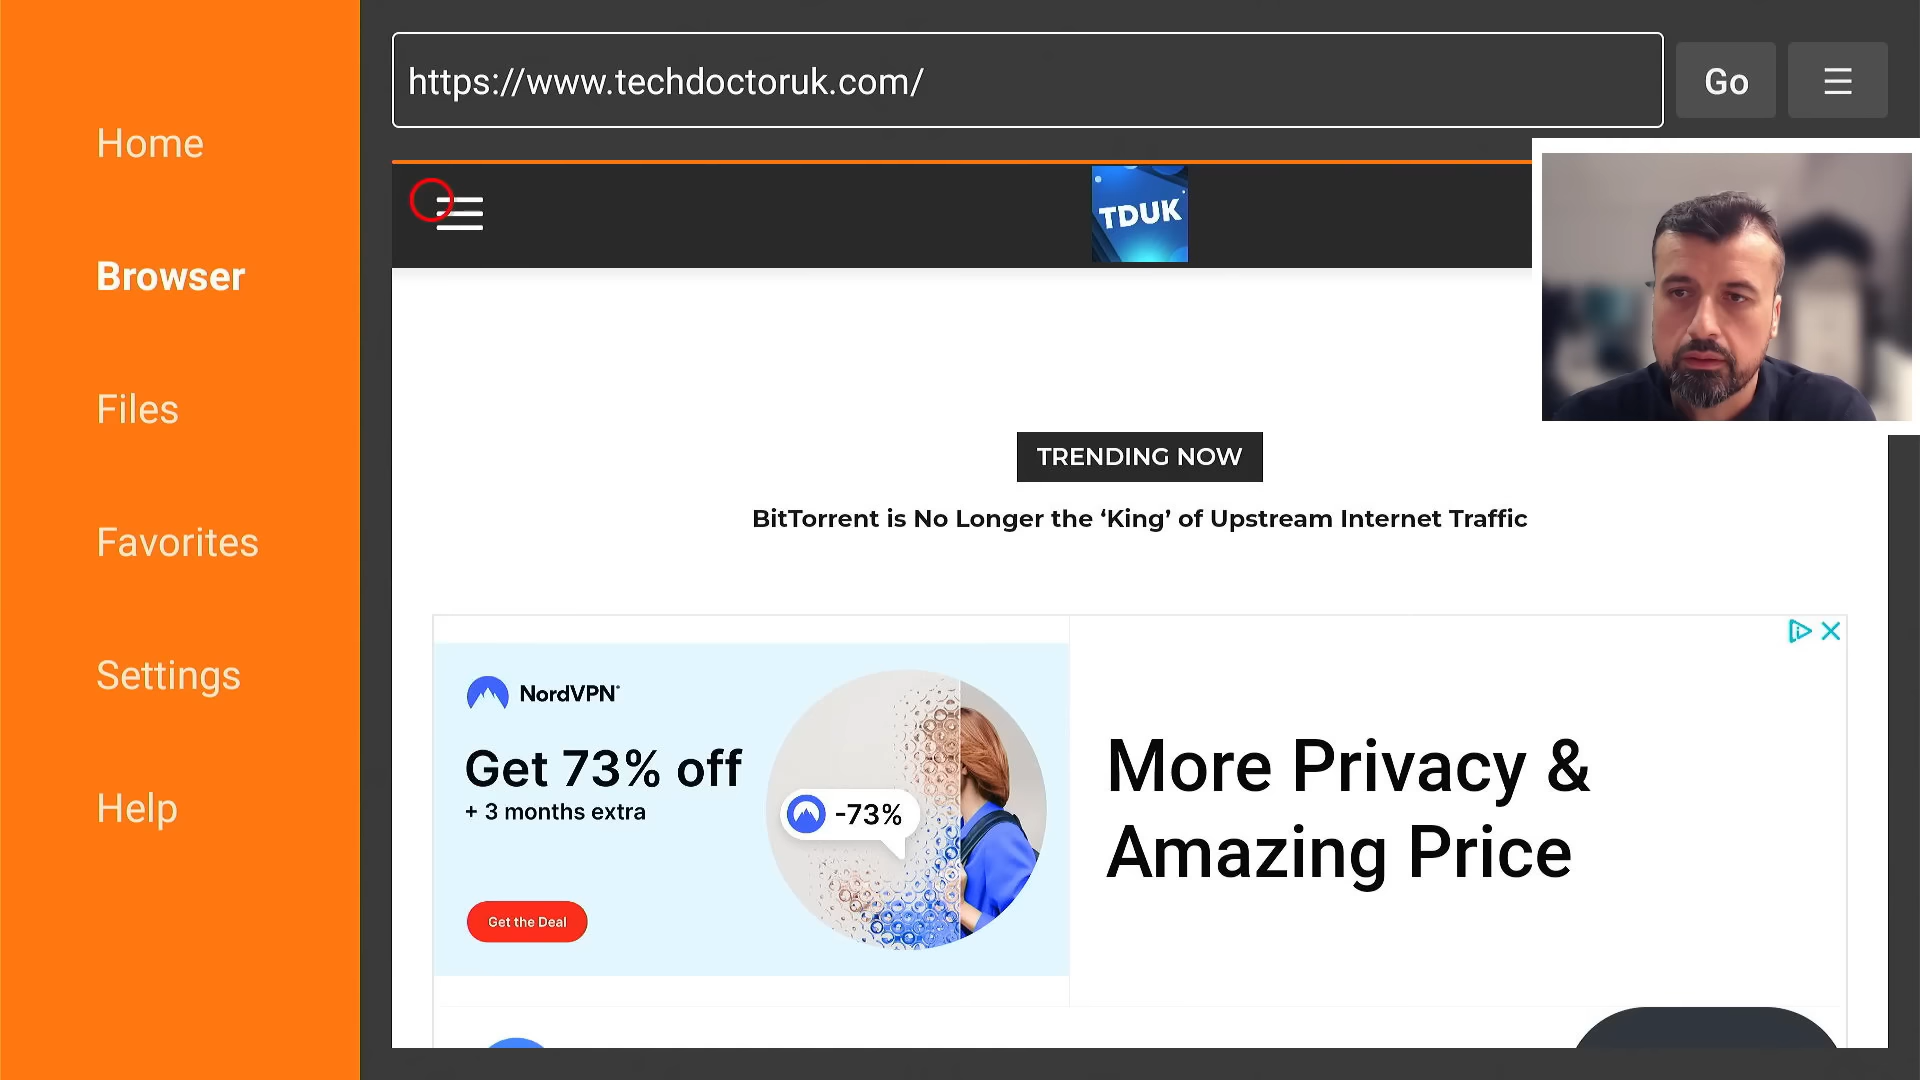 https://www.techdoctoruk.com/
Go
Home
Browser
Files
Favorites
Settings
Help
TDUK
TRENDING NOW
BitTorrent is No Longer the ‘King’ of Upstream Internet Traffic
NordVPN®
Get 73% off
+ 3 months extra
-73%
Get the Deal
More Privacy &
Amazing Price